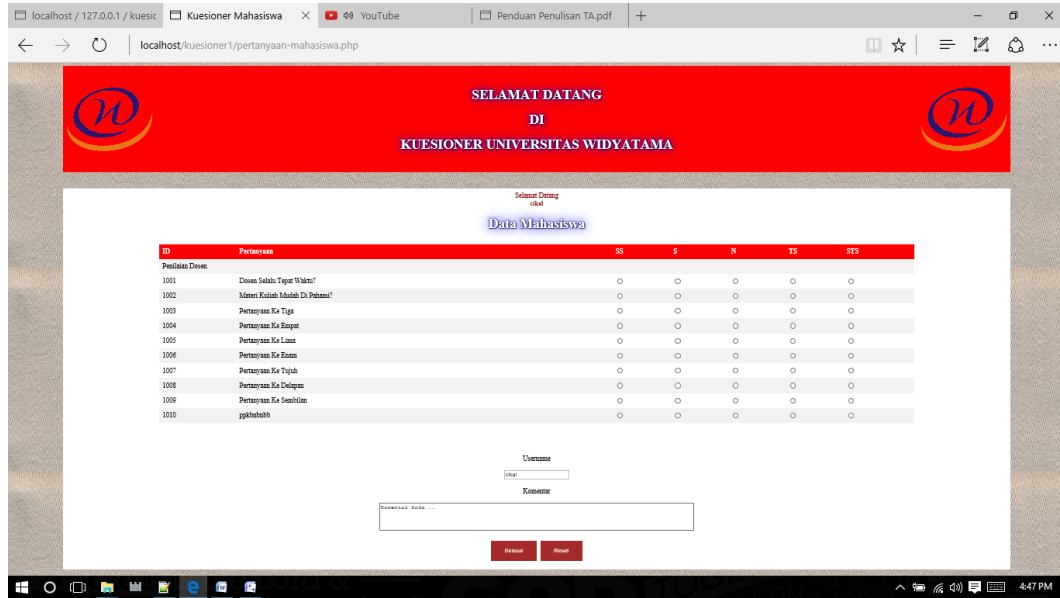 localhost / 127.0.0.1 / kuesic
Kuesioner Mahasiswa
YouTube
Penduan Penulisan TA.pdf
localhost/kuesioner1/pertanyaan-mahasiswa.php
SELAMAT DATANG
DI
KUESIONER UNIVERSITAS WIDYATAMA
Selamat Datang
cikal
Data Mahasiswa
ID Pertanyaan SS S N TS STS
Penilaian Dosen
1001 Dosen Selalu Tepat Waktu?
1002 Materi Kuliah Mudah Di Pahami?
1003 Pertanyaan Ke Tiga
1004 Pertanyaan Ke Empat
1005 Pertanyaan Ke Lima
1006 Pertanyaan Ke Enam
1007 Pertanyaan Ke Tujuh
1008 Pertanyaan Ke Delapan
1009 Pertanyaan Ke Sembilan
1010
Username
cikal
Komentar
Komentar Anda ..
Selesai Reset
4:47 PM